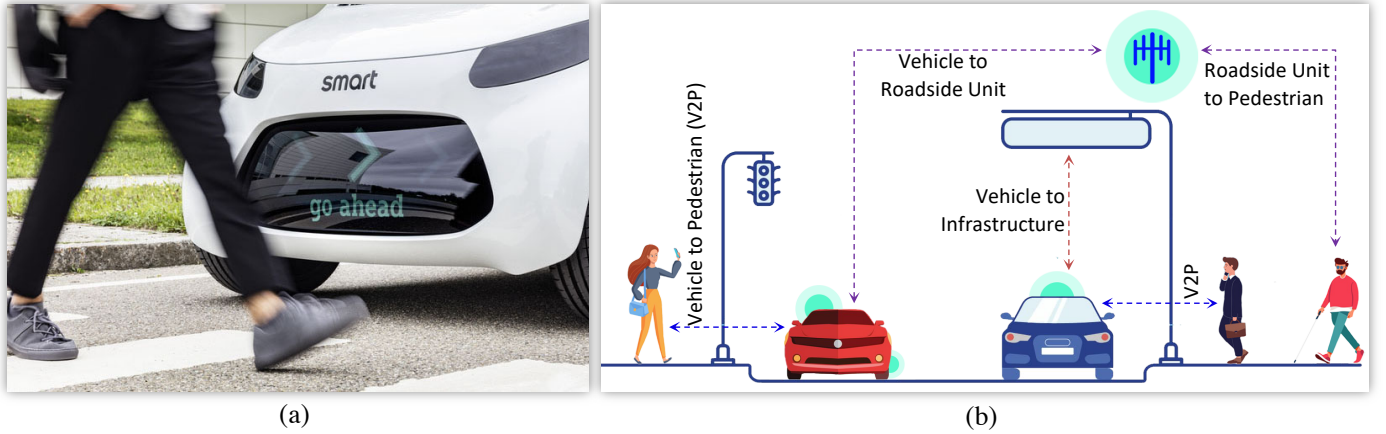 smart
go ahead
(a)
Vehicle to Pedestrian (V2P)
Vehicle to
Roadside Unit
Roadside Unit
to Pedestrian
Vehicle to
Infrastructure
V2P
(b)